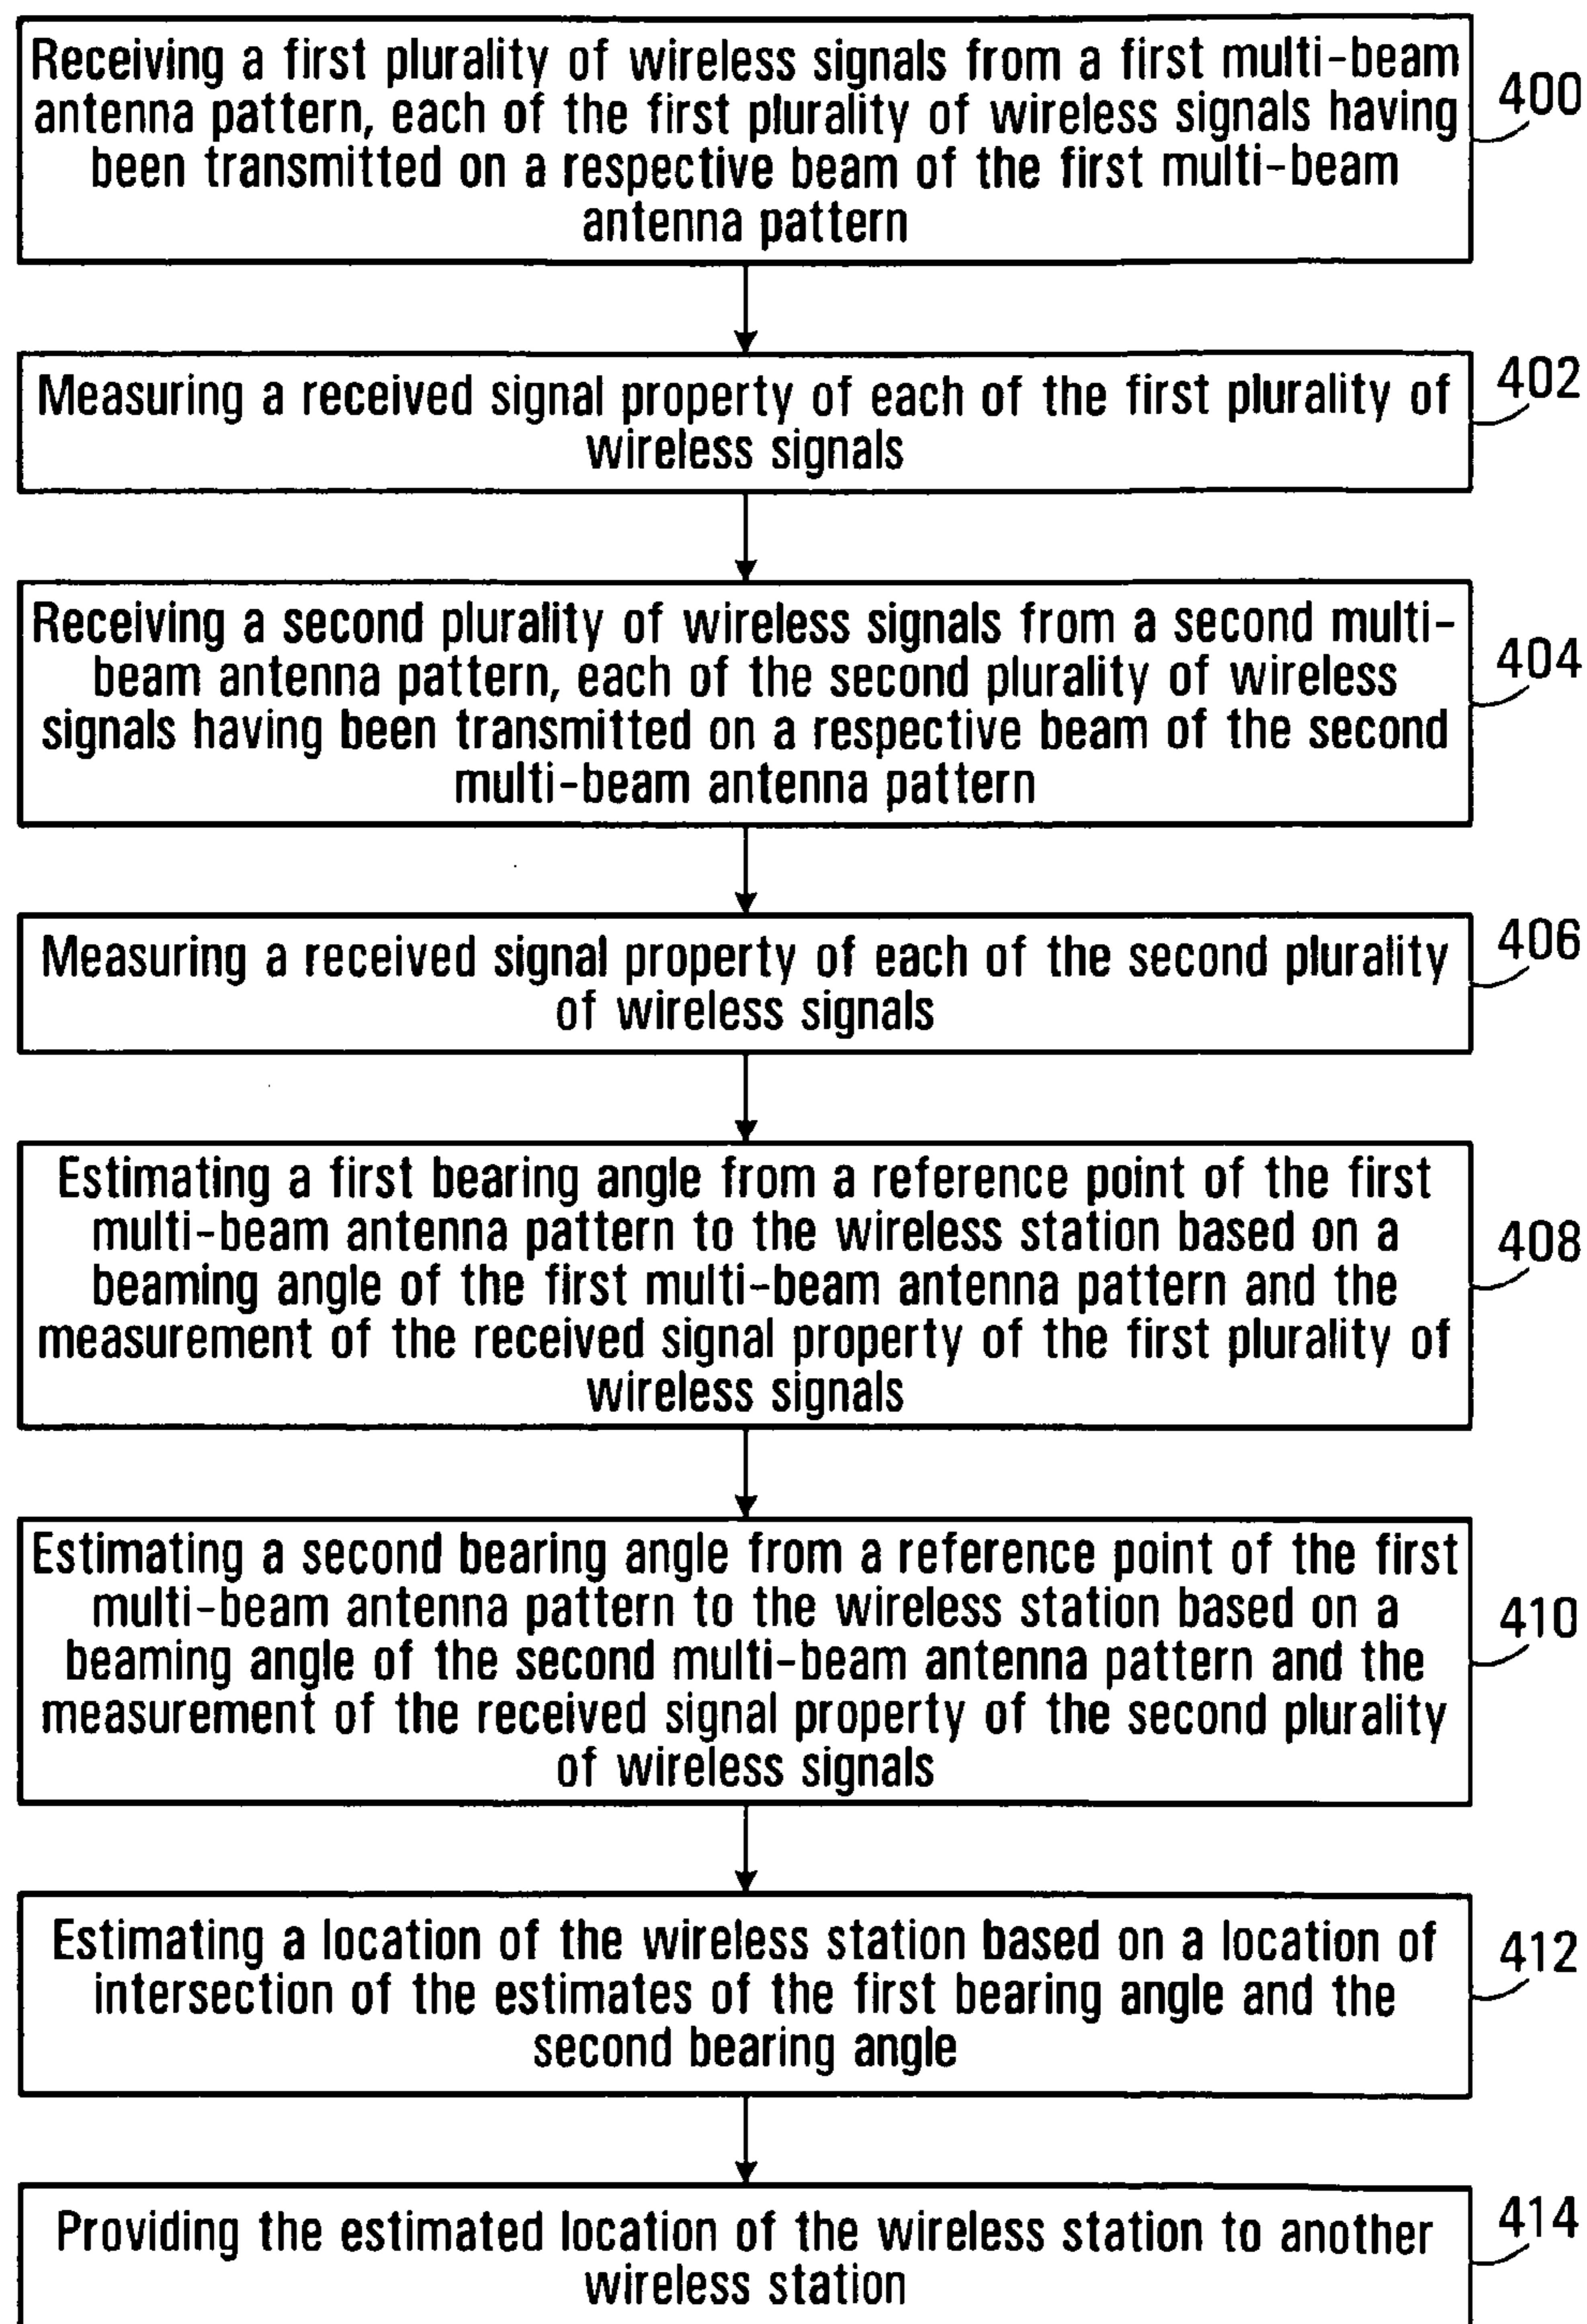 Receiving a first plurality of wireless signals from a first multi-beam
antenna pattern, each of the first plurality of wireless signals having
been transmitted on a respective beam of the first multi-beam
antenna pattern
400
Measuring a received signal property of each of the first plurality of
wireless signals
402
Receiving a second plurality of wireless signals from a second multi-
beam antenna pattern, each of the second plurality of wireless
signals having been transmitted on a respective beam of the second
multi-beam antenna pattern
404
Measuring a received signal property of each of the second plurality
of wireless signals
406
Estimating a first bearing angle from a reference point of the first
multi-beam antenna pattern to the wireless station based on a
beaming angle of the first multi-beam antenna pattern and the
measurement of the received signal property of the first plurality of
wireless signals
408
Estimating a second bearing angle from a reference point of the first
multi-beam antenna pattern to the wireless station based on a
beaming angle of the second multi-beam antenna pattern and the
measurement of the received signal property of the second plurality
of wireless signals
410
Estimating a location of the wireless station based on a location of
intersection of the estimates of the first bearing angle and the
second bearing angle
412
Providing the estimated location of the wireless station to another
wireless station
414